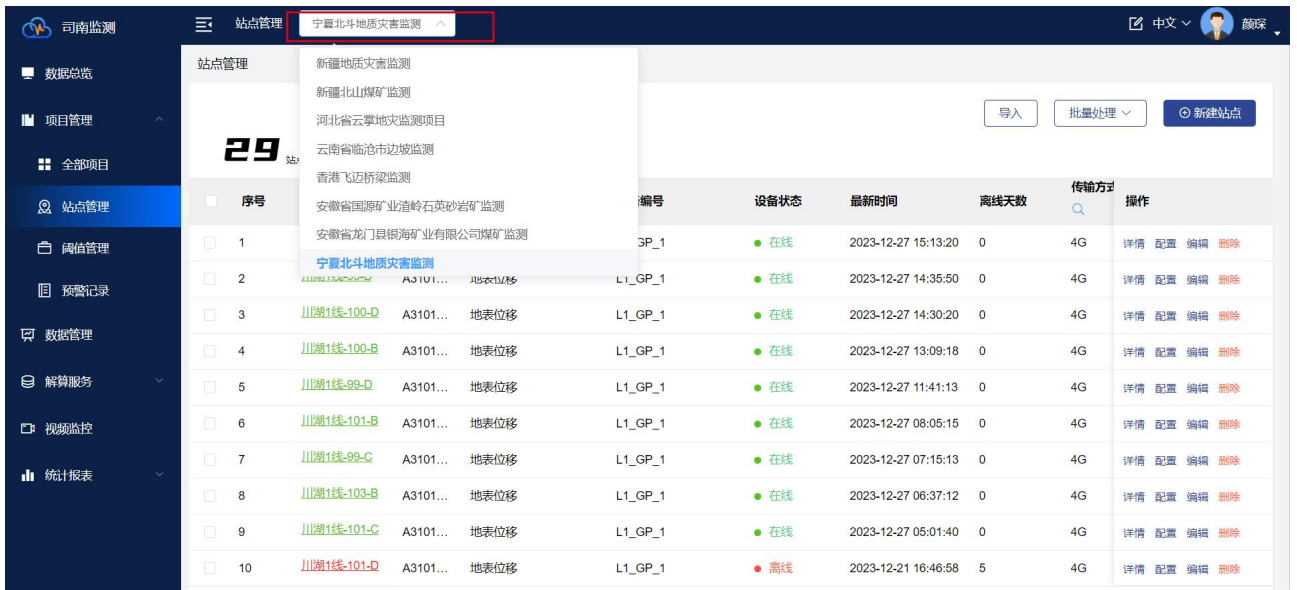 司南监测 站点管理 宁夏北斗地质灾害监测 中文 颜琛
数据总览
项目管理
全部项目
站点管理
阈值管理
预警记录
数据管理
解算服务
视频监控
统计报表
站点管理
新疆地质灾害监测
新疆北山煤矿监测
河北省云掌地灾监测项目
云南省临沧市边坡监测
香港飞迈桥梁监测
安徽省国源矿业渣岭石英砂岩矿监测
安徽省龙门县银海矿业有限公司煤矿监测
宁夏北斗地质灾害监测
29
导入 批量处理 新建站点
序号 编号 设备状态 最新时间 离线天数 传输方式 操作
1 GP_1 在线 2023-12-27 15:13:20 0 4G 详情 配置 编辑 删除
2 A3101... 地表位移 L1_GP_1 在线 2023-12-27 14:35:50 0 4G 详情 配置 编辑 删除
3 川湖1线-100-D A3101... 地表位移 L1_GP_1 在线 2023-12-27 14:30:20 0 4G 详情 配置 编辑 删除
4 川湖1线-100-B A3101... 地表位移 L1_GP_1 在线 2023-12-27 13:09:18 0 4G 详情 配置 编辑 删除
5 川湖1线-99-D A3101... 地表位移 L1_GP_1 在线 2023-12-27 11:41:13 0 4G 详情 配置 编辑 删除
6 川湖1线-101-B A3101... 地表位移 L1_GP_1 在线 2023-12-27 08:05:15 0 4G 详情 配置 编辑 删除
7 川湖1线-99-C A3101... 地表位移 L1_GP_1 在线 2023-12-27 07:15:13 0 4G 详情 配置 编辑 删除
8 川湖1线-103-B A3101... 地表位移 L1_GP_1 在线 2023-12-27 06:37:12 0 4G 详情 配置 编辑 删除
9 川湖1线-101-C A3101... 地表位移 L1_GP_1 在线 2023-12-27 05:01:40 0 4G 详情 配置 编辑 删除
10 川湖1线-101-D A3101... 地表位移 L1_GP_1 离线 2023-12-21 16:46:58 5 4G 详情 配置 编辑 删除